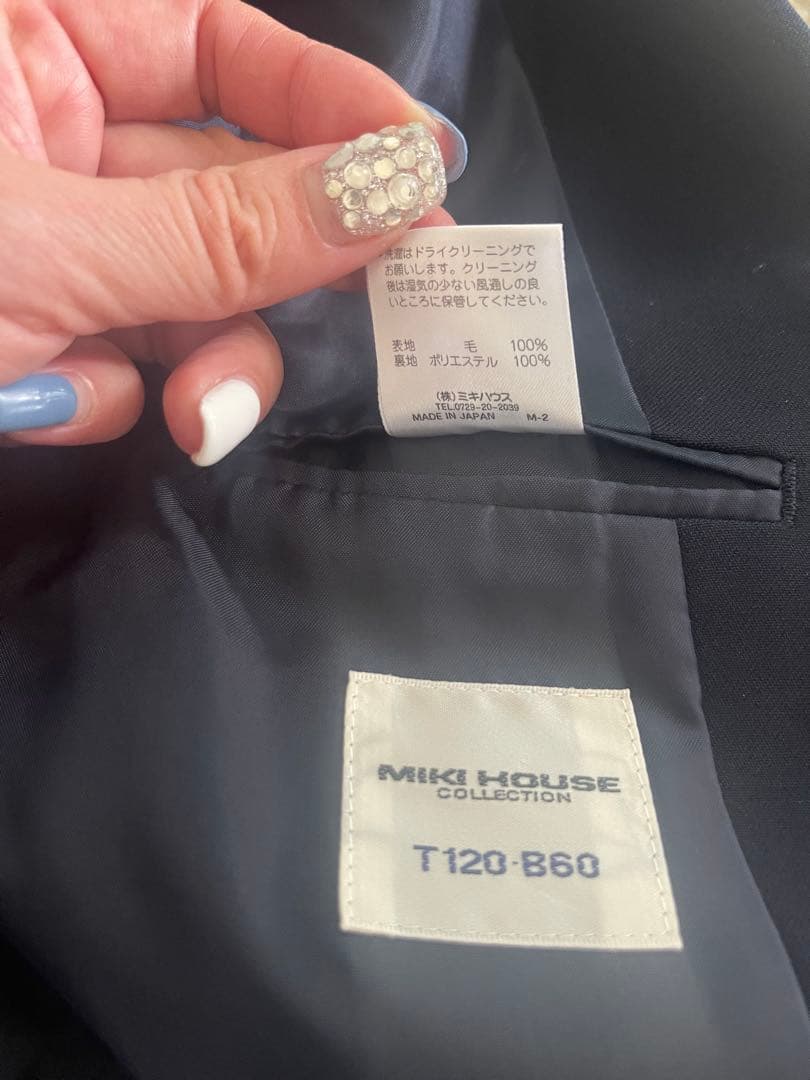 洗濯はドライクリーニングで
お願いします。クリーニング
後は湿気の少ない風通しの良
いところに保管してください。
表地 毛 100%
裏地 ポリエステル 100%
(株)ミキハウス
TEL.0729-20-2039
MADE IN JAPAN M-2
MIKI HOUSE
COLLECTION
T120-B60